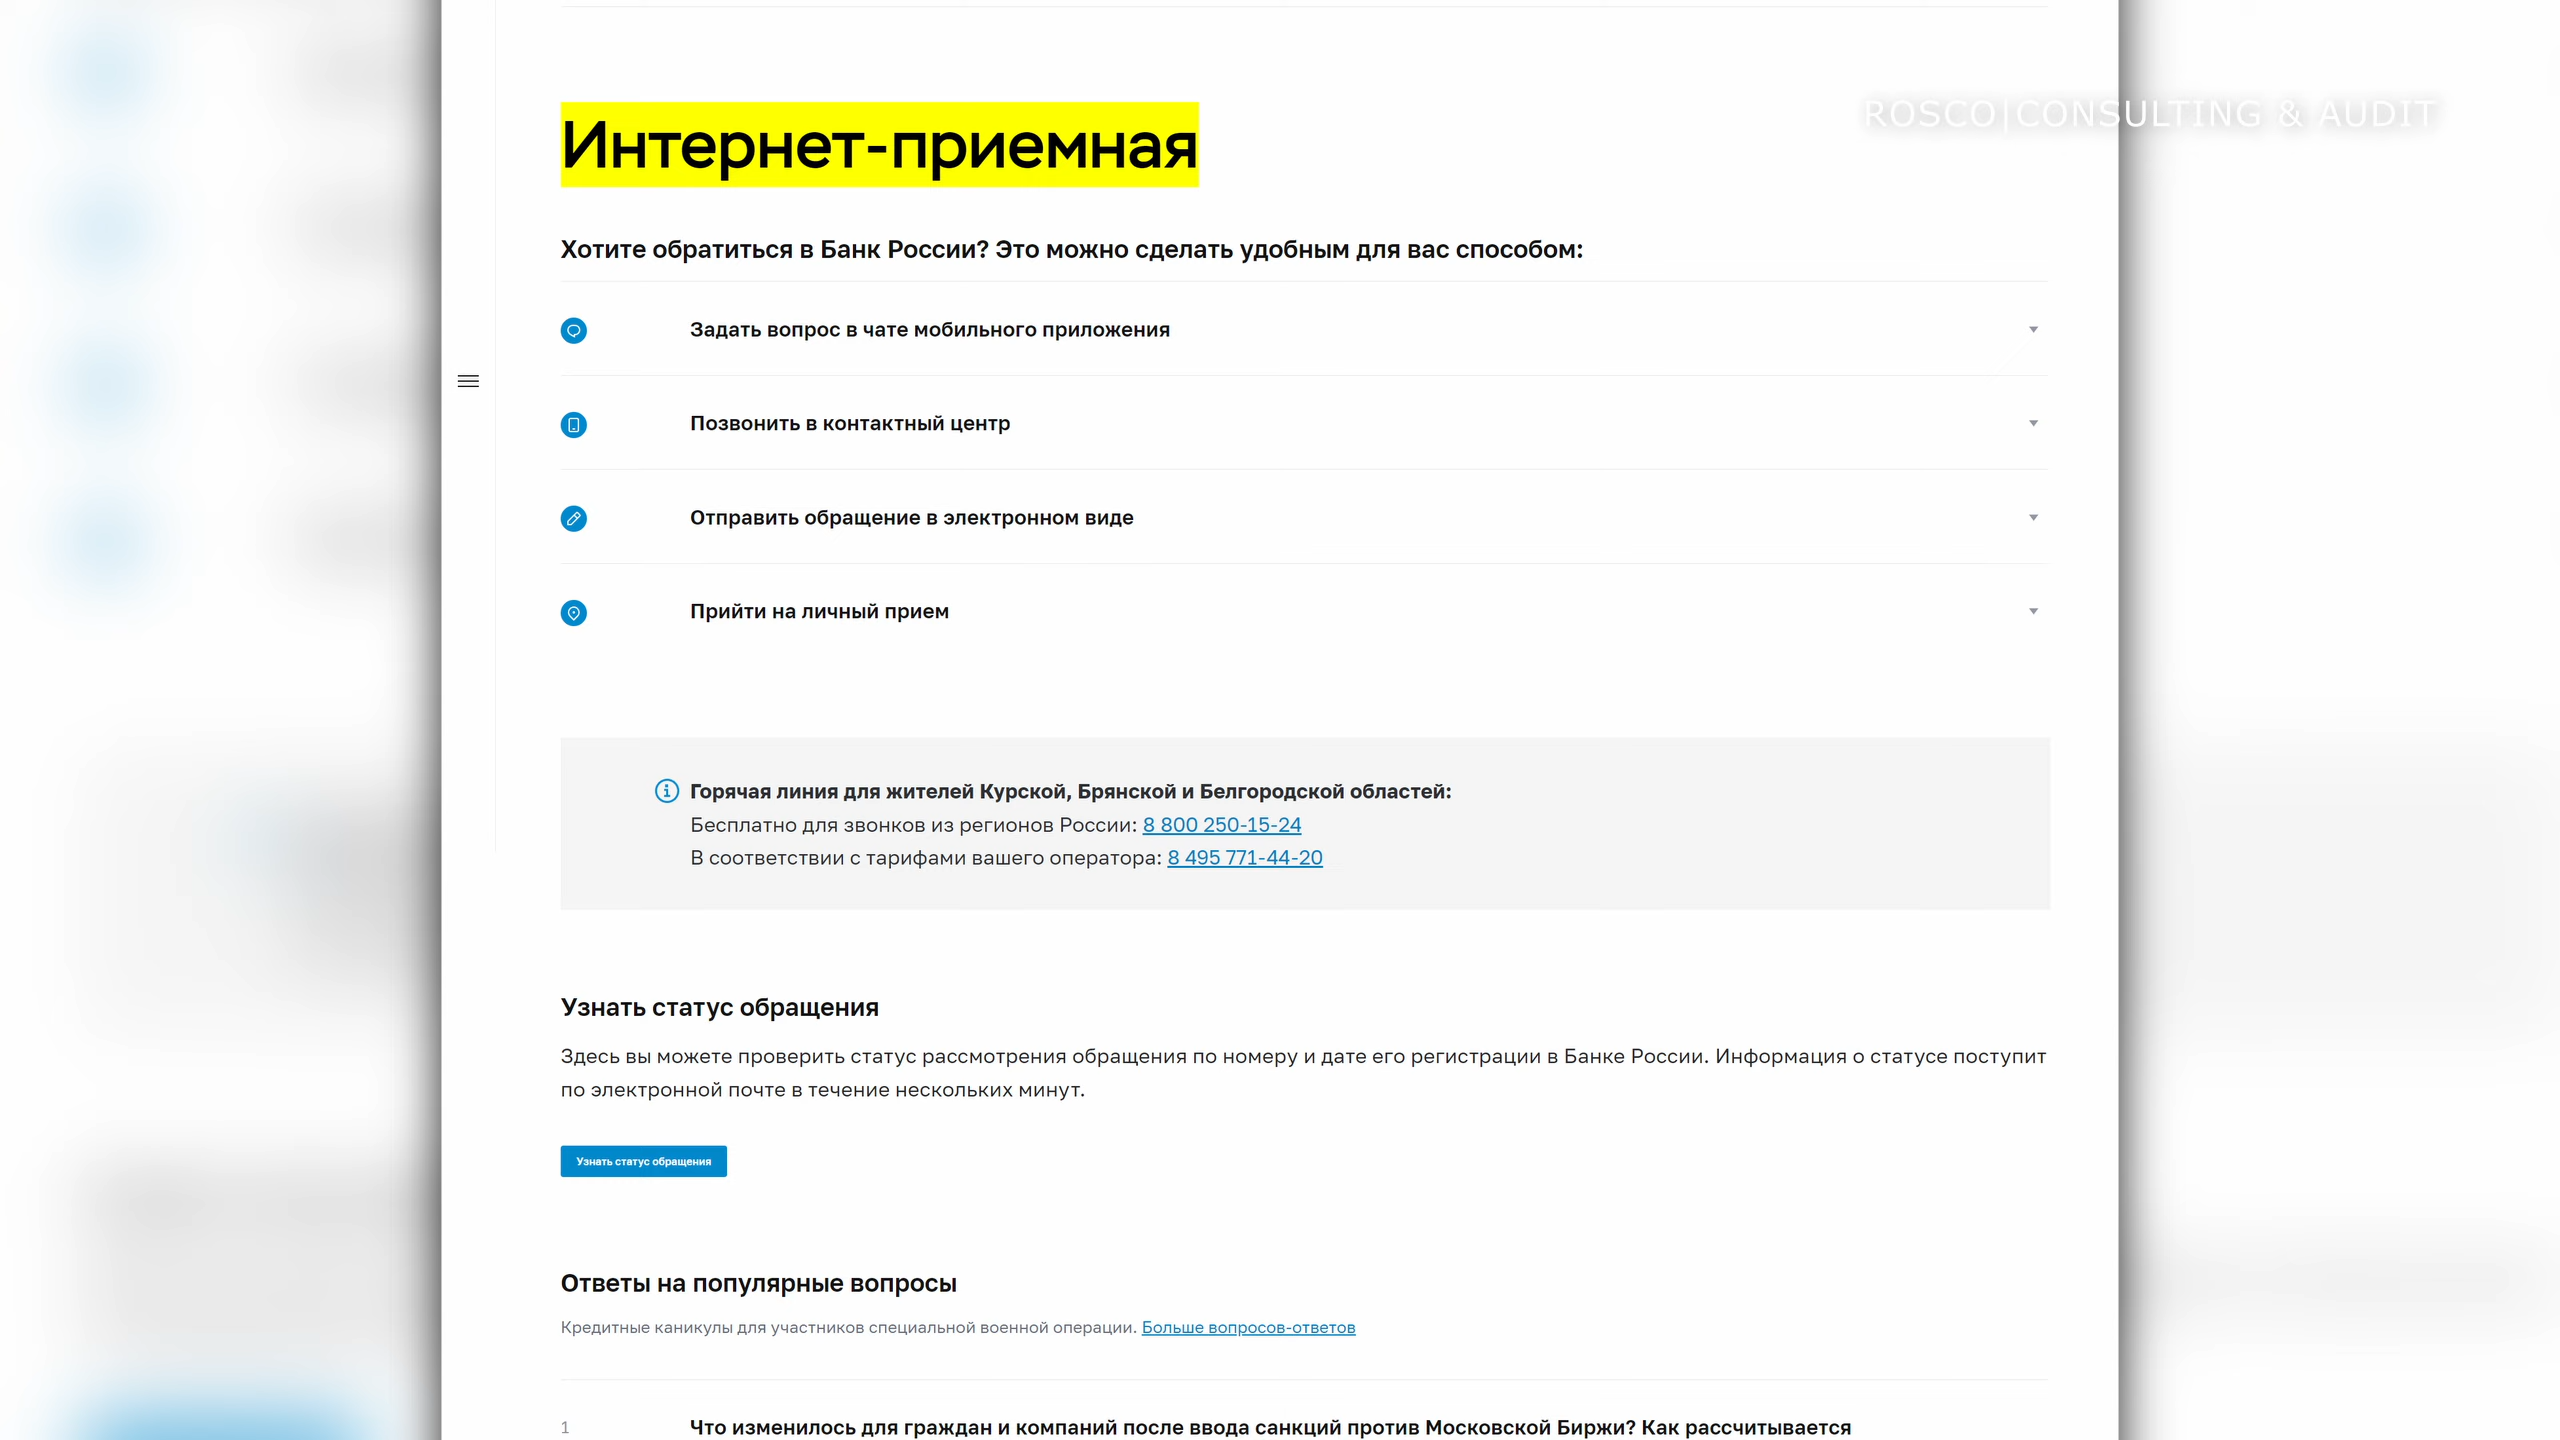 ROSCO|CONSULTING & AUDIT
Интернет-приемная
Хотите обратиться в Банк России? Это можно сделать удобным для вас способом:
Задать вопрос в чате мобильного приложения
Позвонить в контактный центр
Отправить обращение в электронном виде
Прийти на личный прием
Горячая линия для жителей Курской, Брянской и Белгородской областей:
Бесплатно для звонков из регионов России: 8 800 250-15-24
В соответствии с тарифами вашего оператора: 8 495 771-44-20
Узнать статус обращения
Здесь вы можете проверить статус рассмотрения обращения по номеру и дате его регистрации в Банке России. Информация о статусе поступит
по электронной почте в течение нескольких минут.
Узнать статус обращения
Ответы на популярные вопросы
Кредитные каникулы для участников специальной военной операции. Больше вопросов-ответов
1 Что изменилось для граждан и компаний после ввода санкций против Московской Биржи? Как рассчитывается